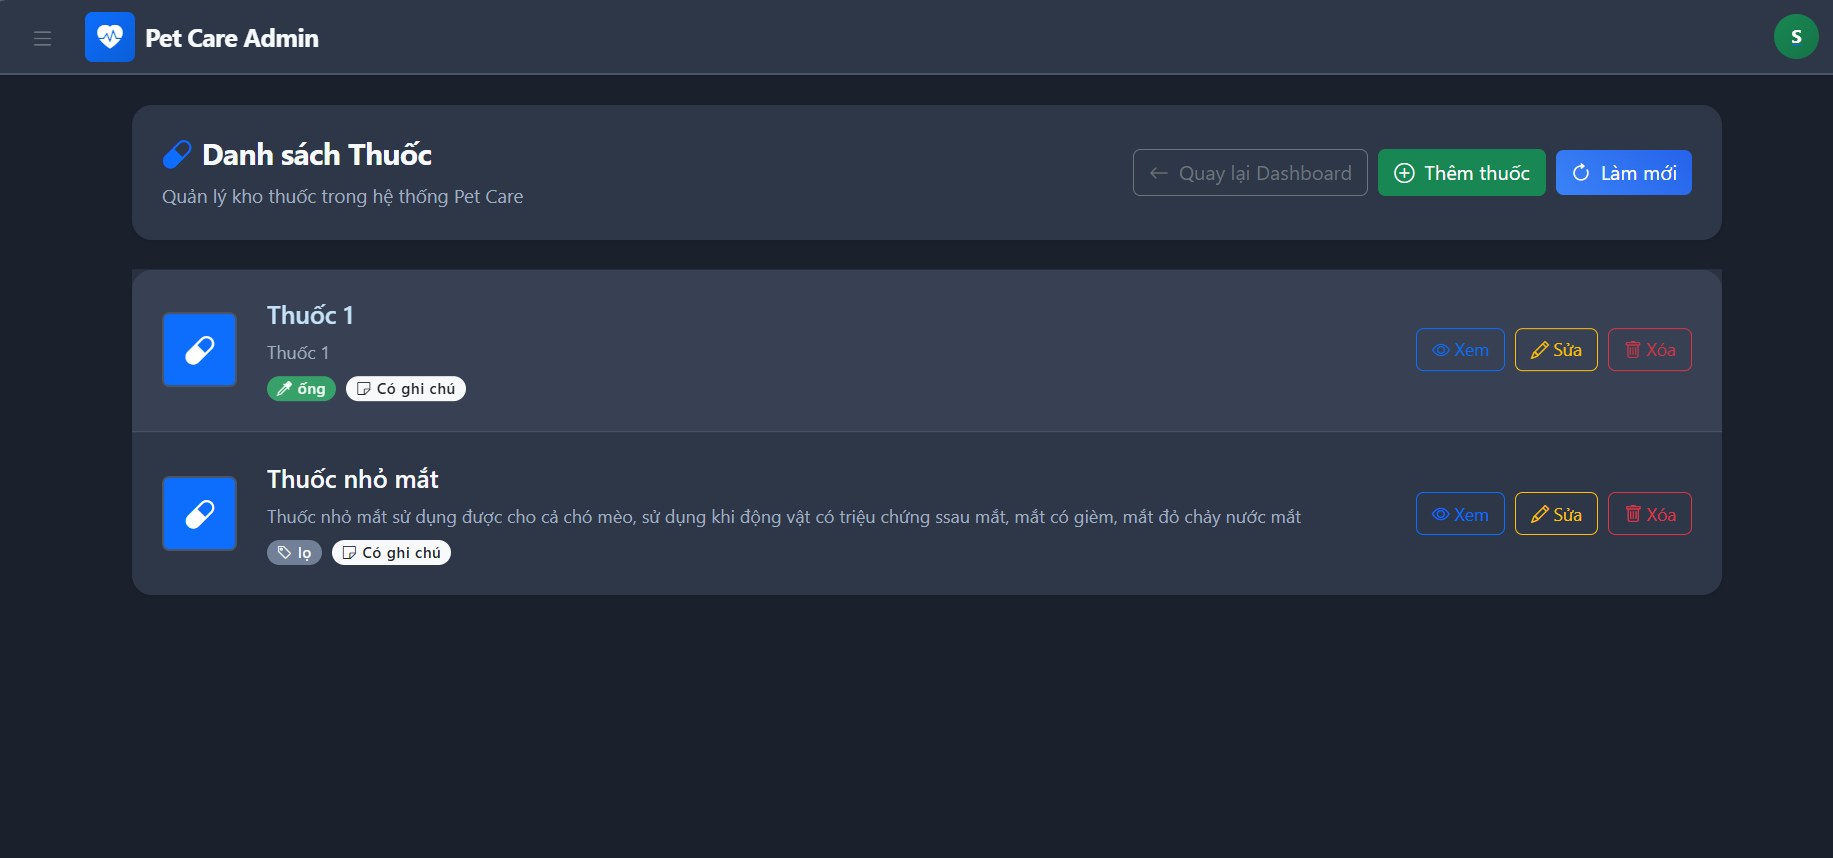 Pet Care Admin
S
Danh sách Thuốc
Quản lý kho thuốc trong hệ thống Pet Care
Quay lại Dashboard
Thêm thuốc
Làm mới
Thuốc 1
Thuốc 1
ống
Có ghi chú
Xem
Sửa
Xóa
Thuốc nhỏ mắt
Thuốc nhỏ mắt sử dụng được cho cả chó mèo, sử dụng khi động vật có triệu chứng ssau mắt, mắt có gièm, mắt đỏ chảy nước mắt
lọ
Có ghi chú
Xem
Sửa
Xóa